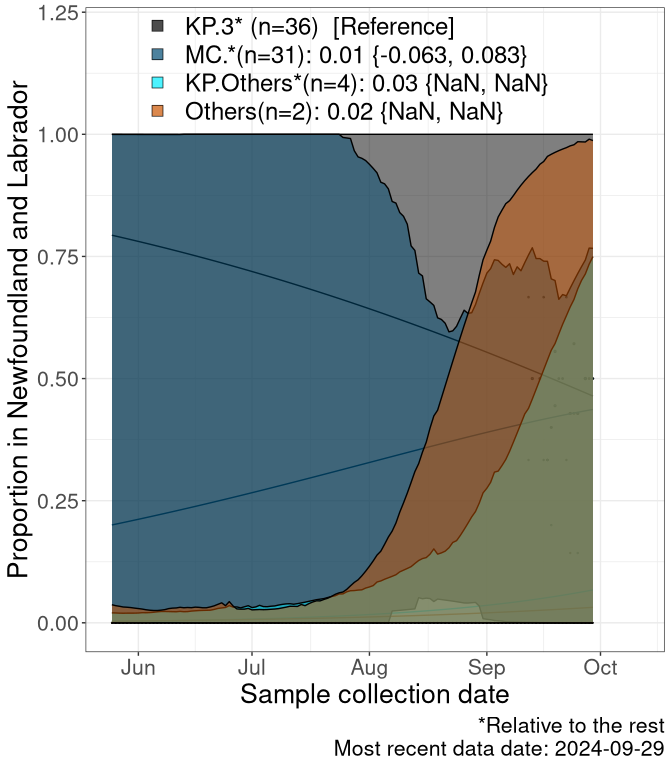 KP.3* (n=36) [Reference]
MC.*(n=31): 0.01 {-0.063, 0.083}
KP.Others*(n=4): 0.03 {NaN, NaN}
Others(n=2): 0.02 {NaN, NaN}
Proportion in Newfoundland and Labrador
1.25
1.00
0.75
0.50
0.25
0.00
Jun Jul Aug Sep Oct
Sample collection date
*Relative to the rest
Most recent data date: 2024-09-29